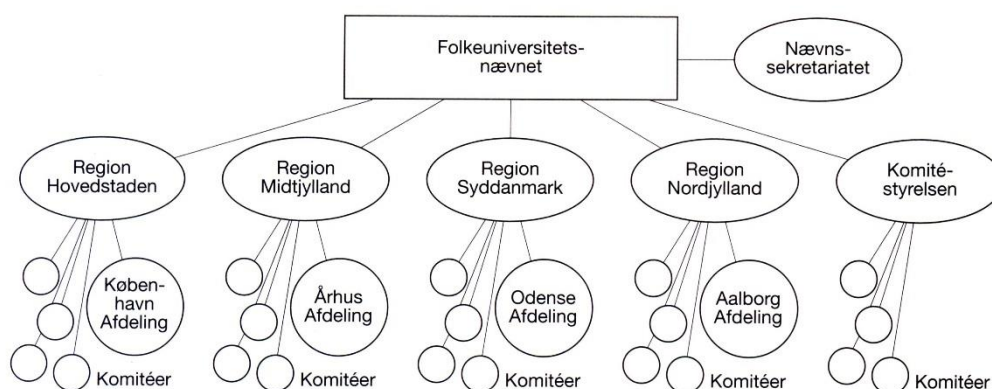 Folkeuniversitets-
nævnet
Nævns-
sekretariatet
Region
Hovedstaden
Region
Midtjylland
Region
Syddanmark
Region
Nordjylland
Komité-
styrelsen
Køben-
havn
Afdeling
Århus
Afdeling
Odense
Afdeling
Aalborg
Afdeling
Komitéer
Komitéer
Komitéer
Komitéer
Komitéer